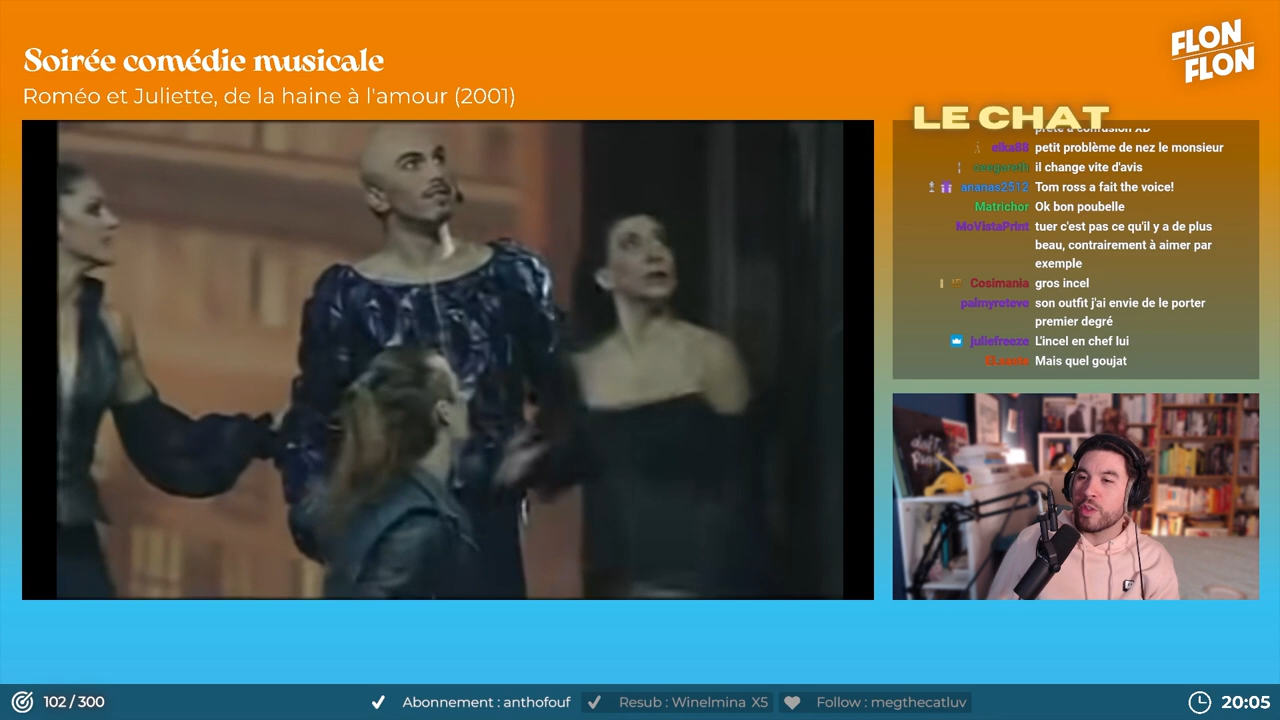 Soirée comédie musicale
Roméo et Juliette, de la haine à l'amour (2001)
FLON
FLON
LE CHAT
prête à confusion XD
elka88 petit problème de nez le monsieur
il change vite d'avis
ananas2512 Tom ross a fait the voice!
Matrichor Ok bon poubelle
MoVistaPrint tuer c'est pas ce qu'il y a de plus
beau, contrairement à aimer par
exemple
Cosimania gros incel
palmyreteve son outfit j'ai envie de le porter
premier degré
juliefreeze L'incel en chef lui
Mais quel goujat
102 / 300
Abonnement : anthofouf
Resub : Winelmina X5
Follow : megthecatluv
20:05